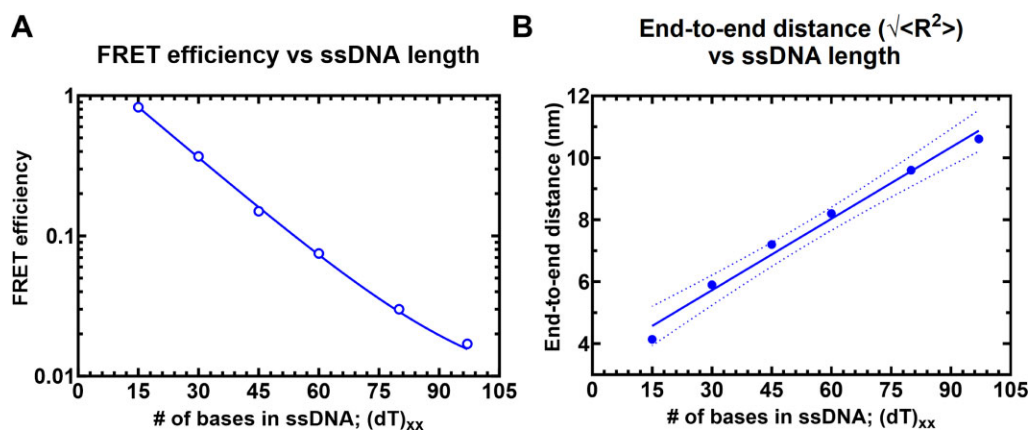 A
FRET efficiency vs ssDNA length
FRET efficiency
1
0.1
0.01
0 15 30 45 60 75 90 105
# of bases in ssDNA; (dT)xx
B
End-to-end distance (√<R²>)
vs ssDNA length
End-to-end distance (nm)
12
10
8
6
4
0 15 30 45 60 75 90 105
# of bases in ssDNA; (dT)xx